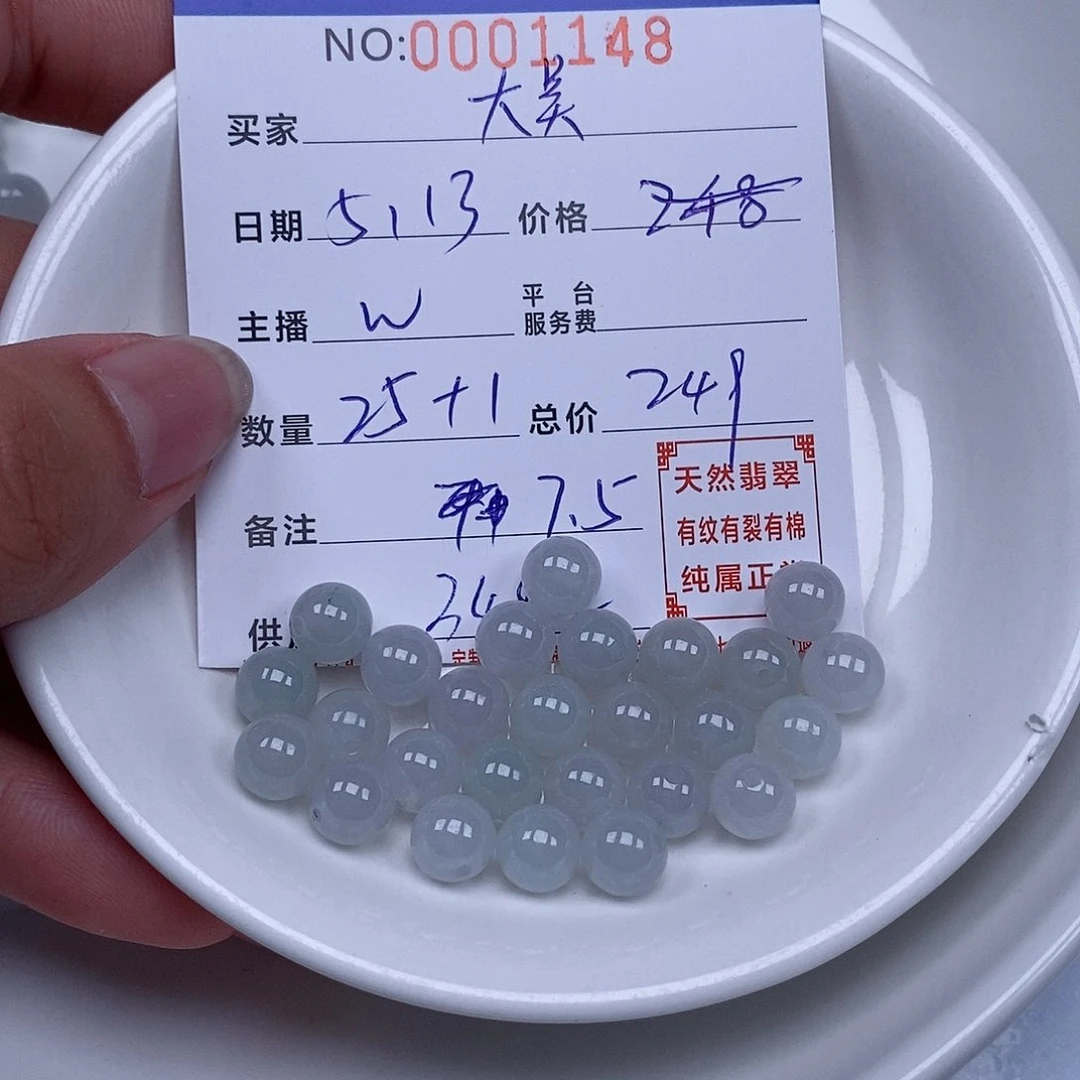 NO:0001148
买家 大吴
日期 5,13 价格 248
主播 W 平台服务费
数量 25+1 总价 249
备注 7.5
天然翡翠
有纹有裂有棉
纯属正
供